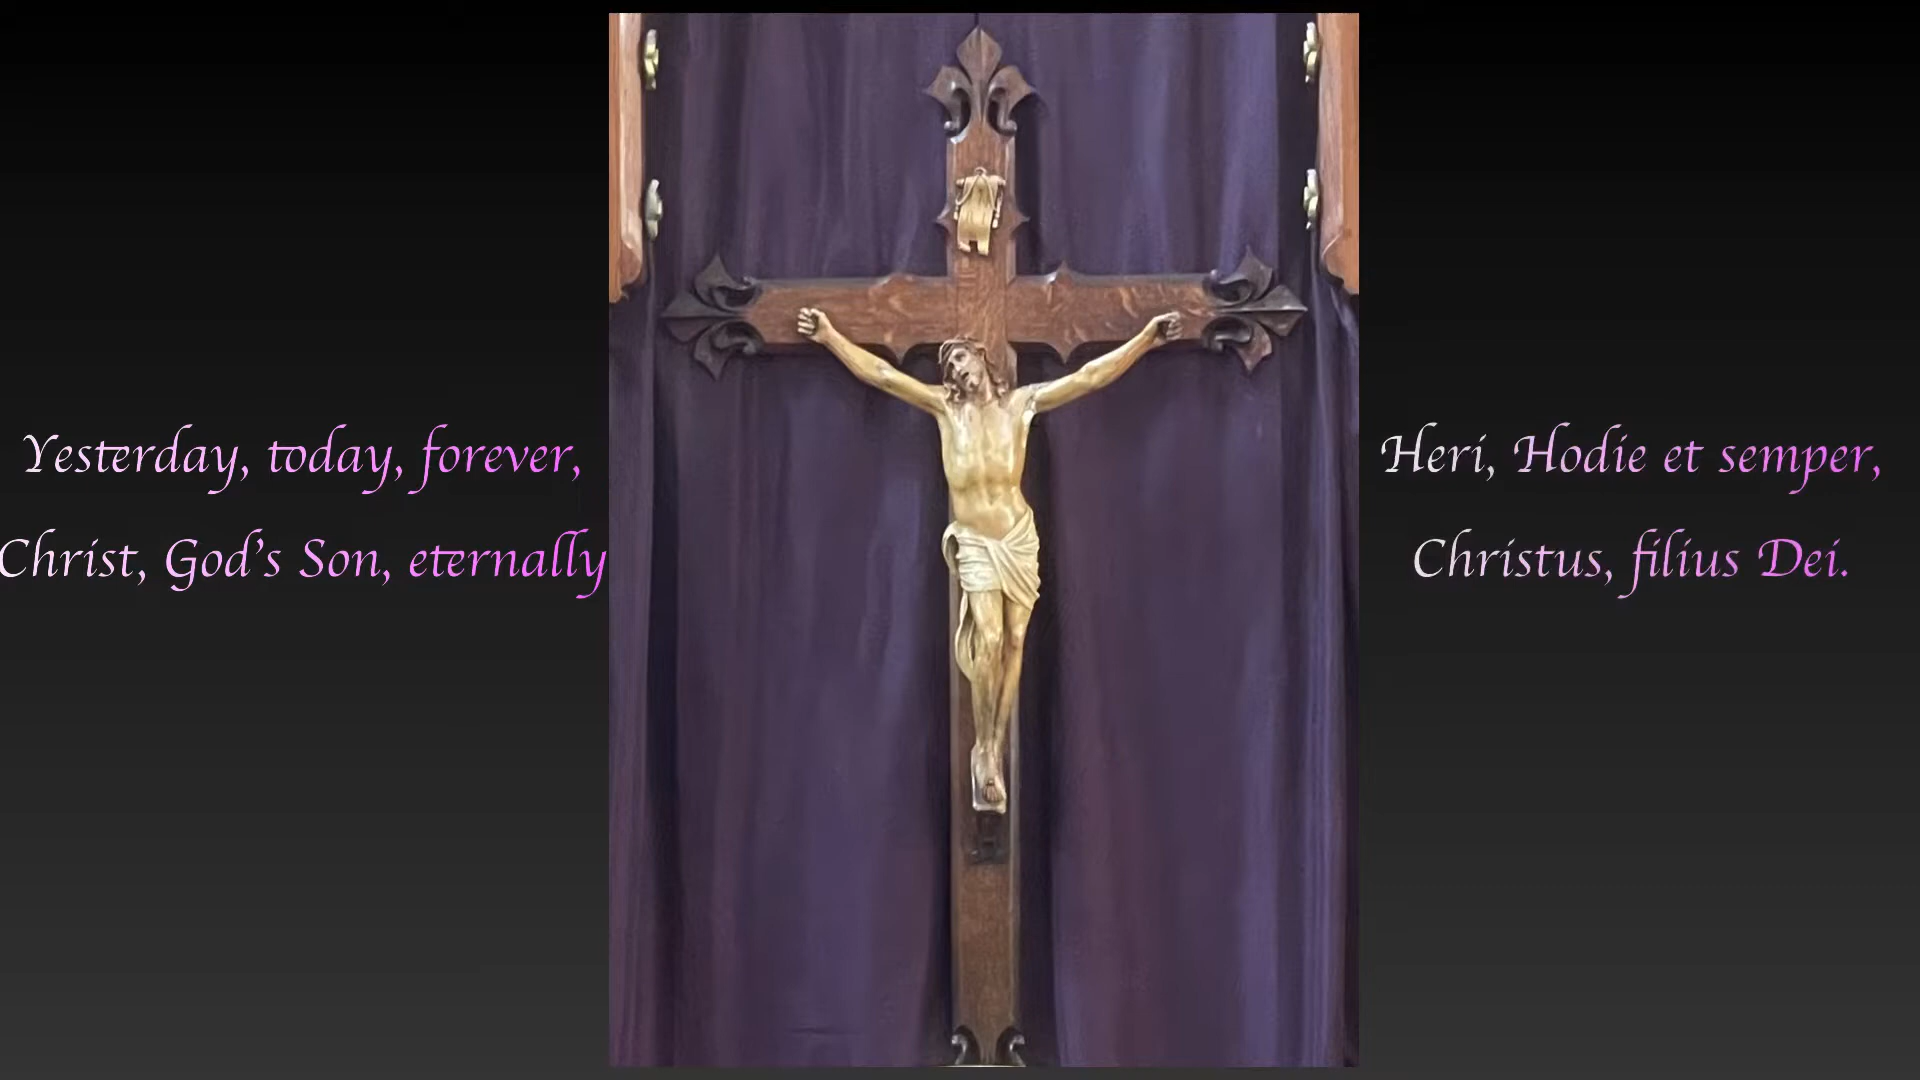 Yesterday, today, forever,
Christ, God's Son, eternally
Heri, Hodie et semper,
Christus, filius Dei.